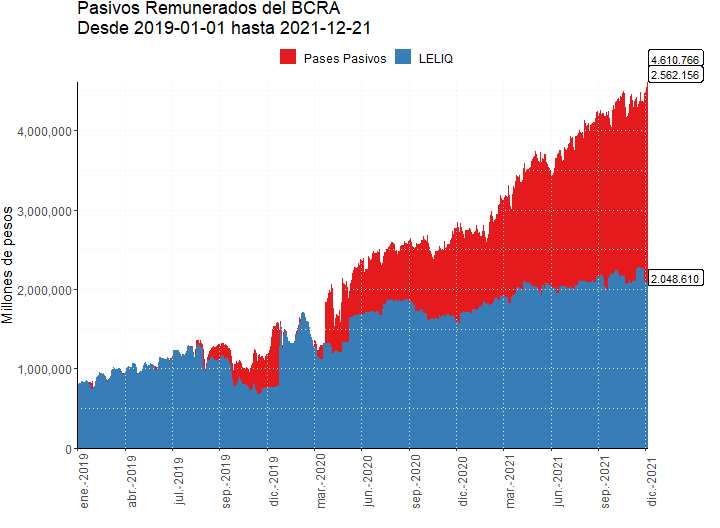 Pasivos Remunerados del BCRA
Desde 2019-01-01 hasta 2021-12-21
Pases Pasivos
LELIQ
4.610.766
2.562.156
2.048.610
Millones de pesos
4,000,000
3,000,000
2,000,000
1,000,000
0
ene.-2019
abr.-2019
jul.-2019
sep.-2019
dic.-2019
mar.-2020
jun.-2020
sep.-2020
dic.-2020
mar.-2021
jun.-2021
sep.-2021
dic.-2021